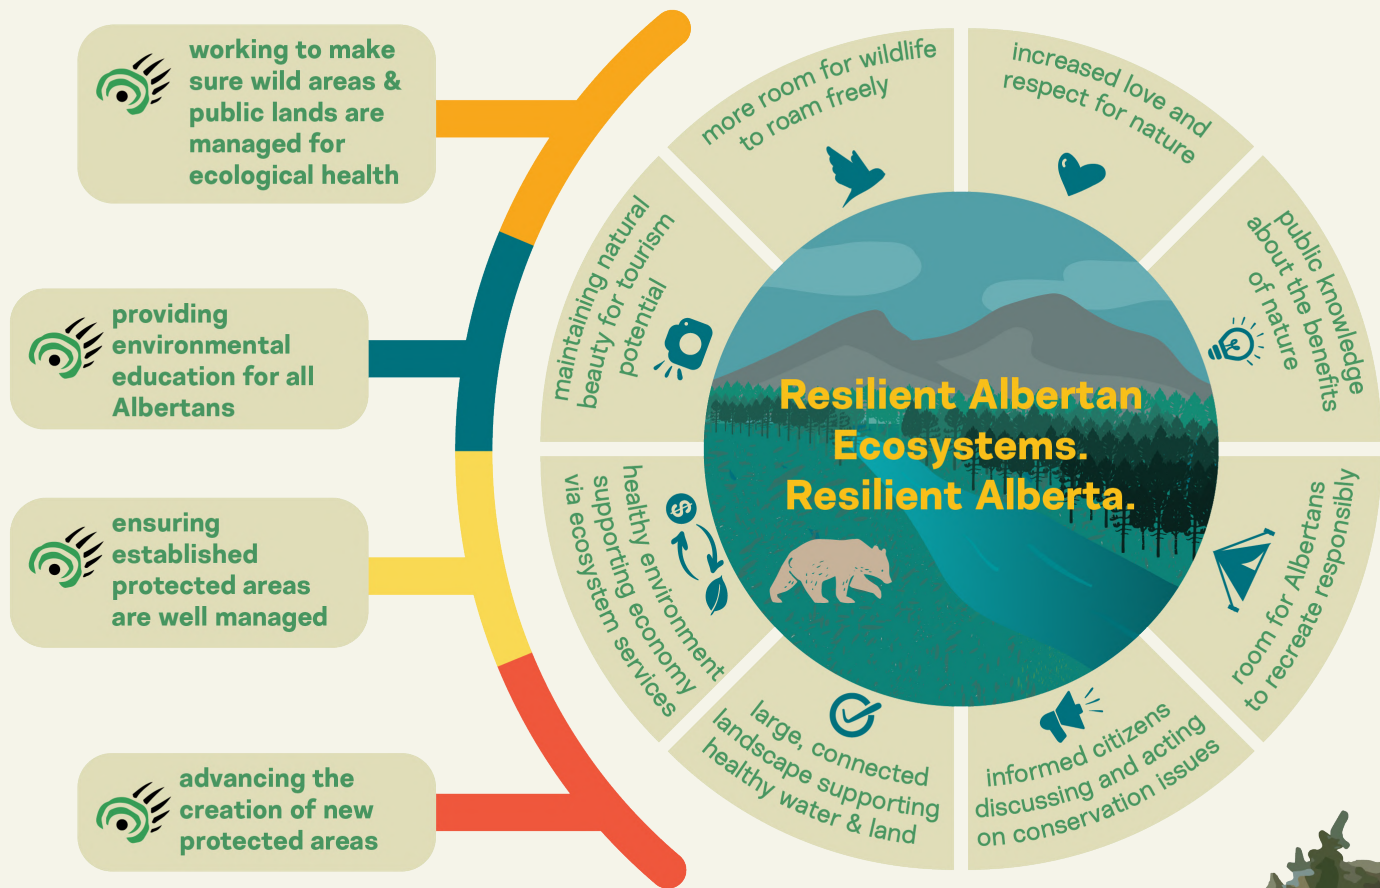 working to make
sure wild areas &
public lands are
managed for
ecological health
providing
environmental
education for all
Albertans
ensuring
established
protected areas
are well managed
advancing the
creation of new
protected areas
more room for wildlife
to roam freely
increased love and
respect for nature
public knowledge
about the benefits
of nature
room for Albertans
to recreate responsibly
informed citizens
discussing and acting
on conservation issues
large, connected
landscape supporting
healthy water & land
healthy environment
supporting economy
via ecosystem services
$
maintaining natural
beauty for tourism
potential
Resilient Albertan
Ecosystems.
Resilient Alberta.